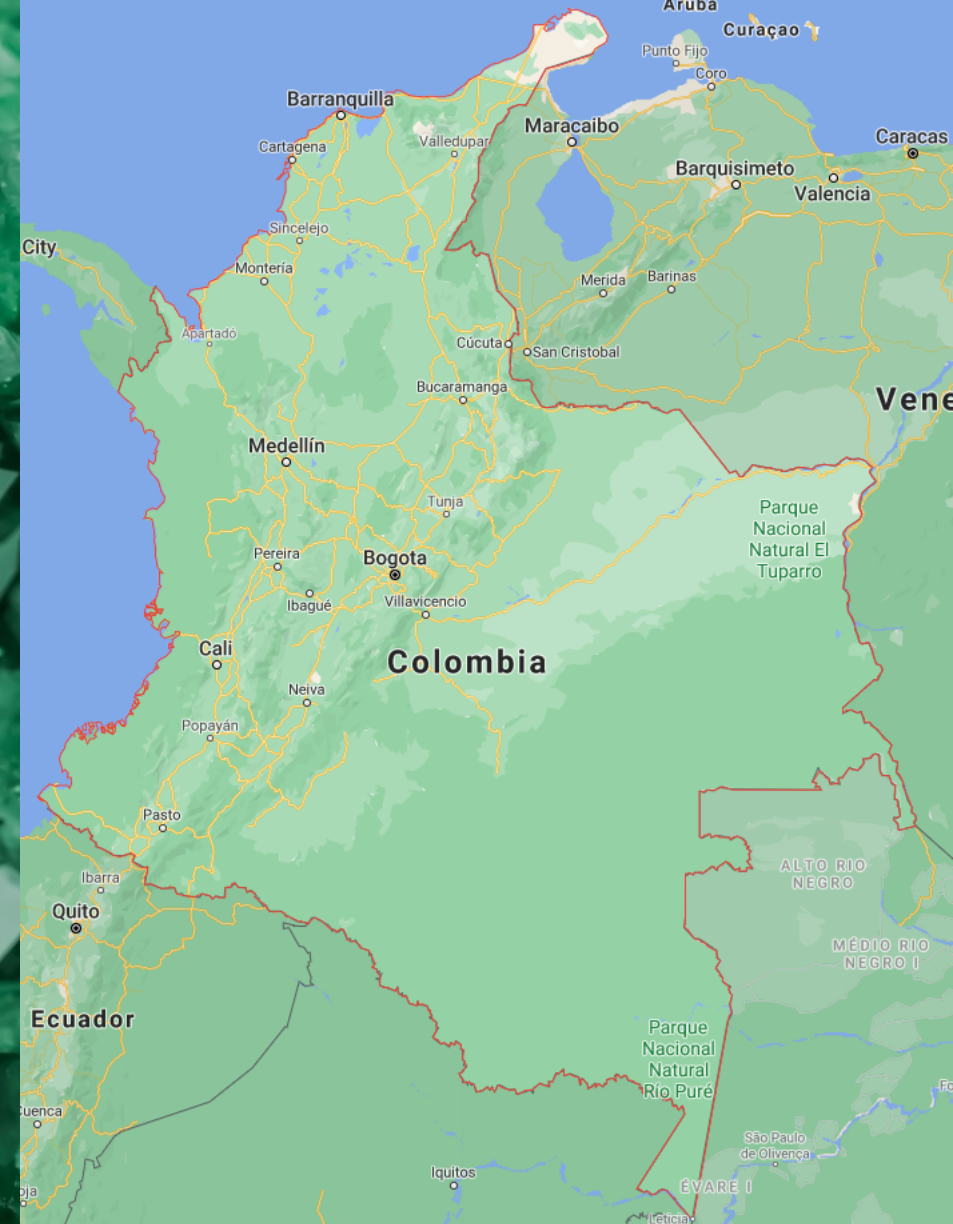 Aruba
Curaçao
Punto Fijo
Coro
Barranquilla
Maracaibo
Caracas
Cartagena
Valledupar
Barquisimeto
Valencia
Sincelejo
City
Montería
Merida
Barinas
Apartadó
Cúcuta
San Cristobal
Bucaramanga
Vene
Medellín
Tunja
Parque
Nacional
Natural El
Tuparro
Pereira
Bogota
Ibagué
Villavicencio
Cali
Colombia
Neiva
Popayán
Pasto
Ibarra
ALTO RIO
NEGRO
Quito
MÉDIO RIO
NEGRO I
Ecuador
Parque
Nacional
Natural
Río Puré
Fo
uenca
São Paulo
de Olivença
Iquitos
ÉVARE I
oja
Leticia